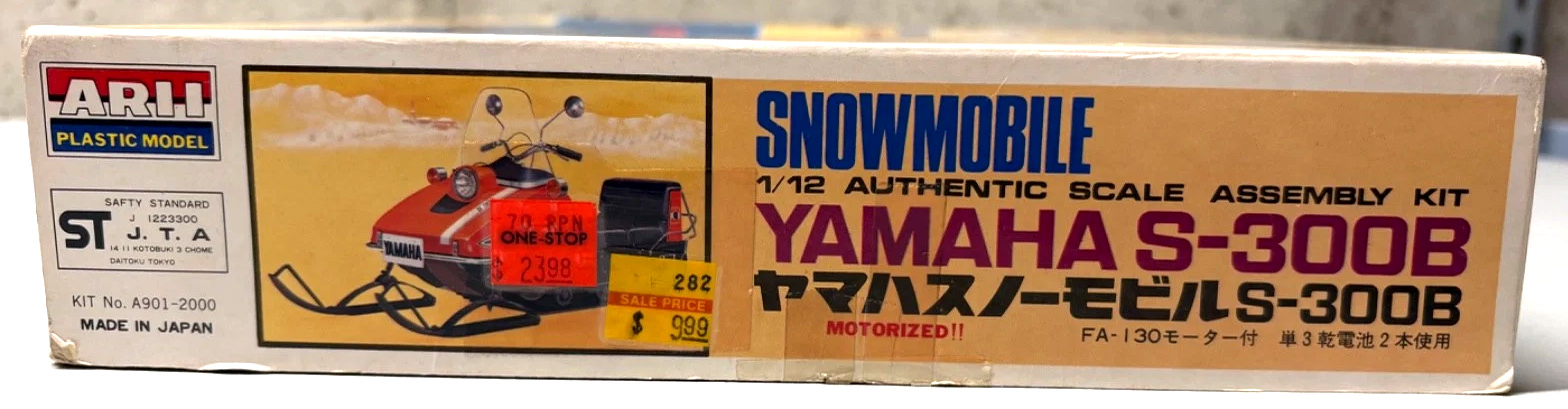 ARII
PLASTIC MODEL
SAFTY STANDARD
ST
J 1223300
J. T. A
14 11 KOTOBUKI 3 CHOME
DAITOKU TOKYO
KIT No. A901-2000
MADE IN JAPAN
YAMAHA
70 RPN
ONE-STOP
$ 23.98
282
SALE PRICE
$ 999
SNOWMOBILE
1/12 AUTHENTIC SCALE ASSEMBLY KIT
YAMAHA S-300B
ヤマハスノーモビルS-300B
MOTORIZED!!
FA-130モーター付 単3乾電池2本使用